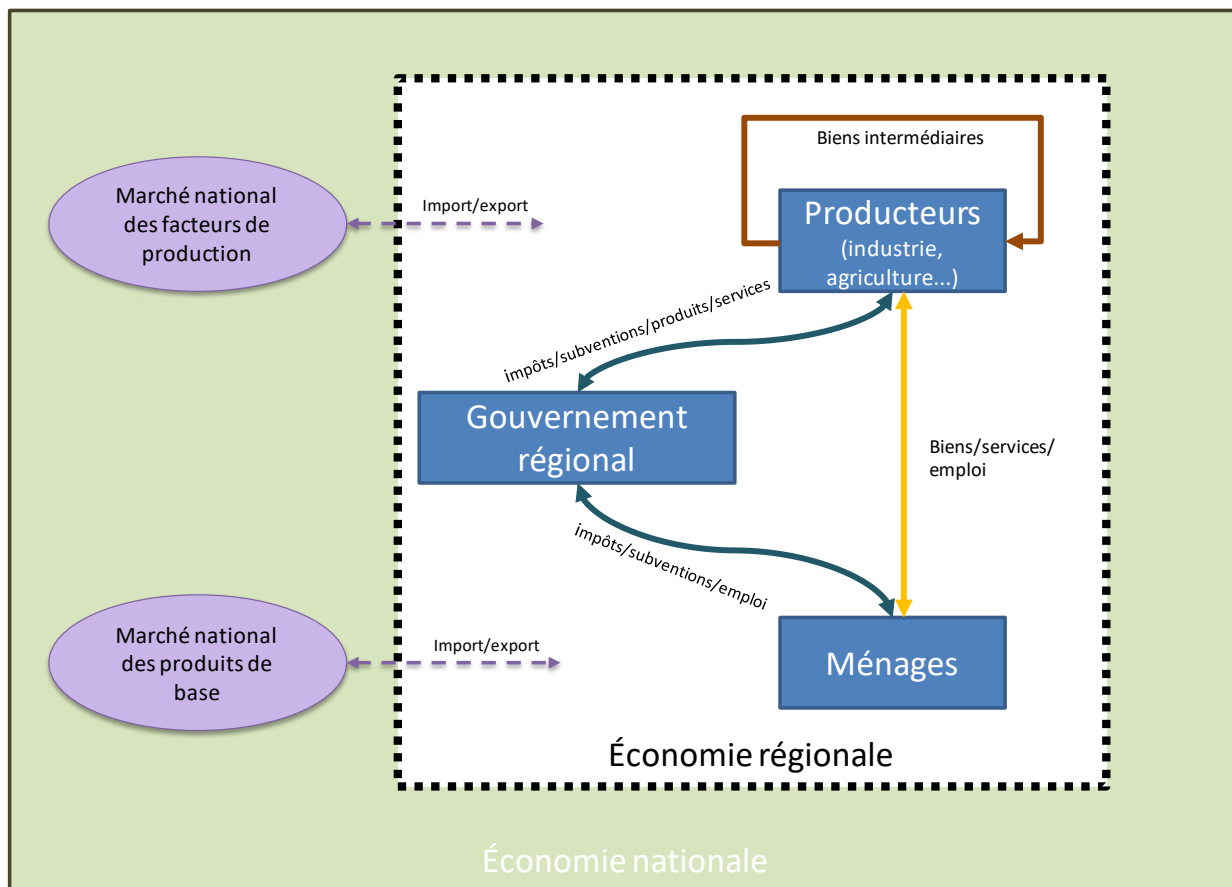 Biens intermédiaires
Marché national
des facteurs de
production
Import/export
Producteurs
(industrie,
agriculture...)
impôts/subventions/produits/services
Gouvernement
régional
Biens/services/
emploi
impôts/subventions/emploi
Marché national
des produits de
base
Import/export
Ménages
Économie régionale
Économie nationale